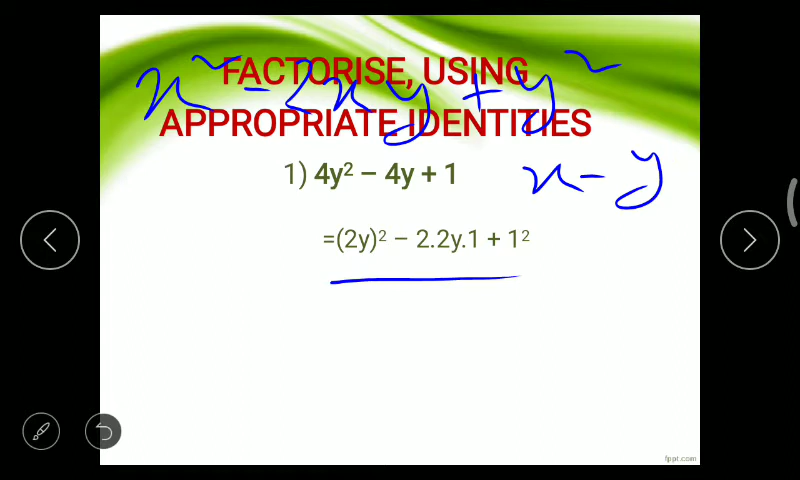 FACTORISE, USING
x² - 2xy + y²
APPROPRIATE IDENTITIES
1) 4y² – 4y + 1
x - y
=(2y)² – 2.2y.1 + 1²
fppt.com